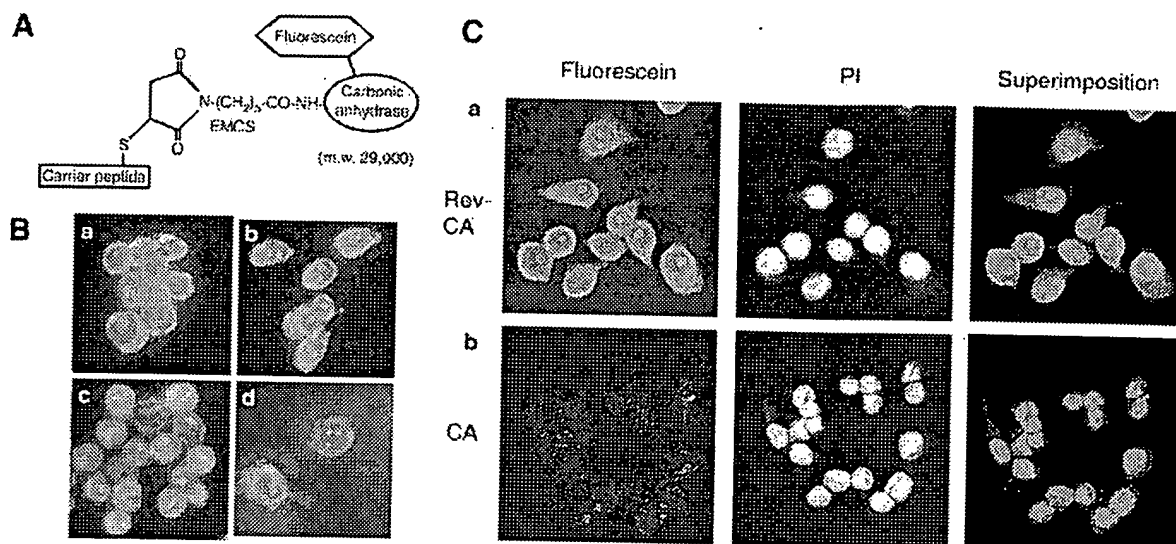 A
Fluorescein
O
N-(CH₂)₅-CO-NH-
Carbonic
anhydrase
EMCS
O
S
(m.w. 29,000)
Carrier peptide
B
a
b
c
d
C
Fluorescein
PI
Superimposition
a
Rev-
CA
b
CA